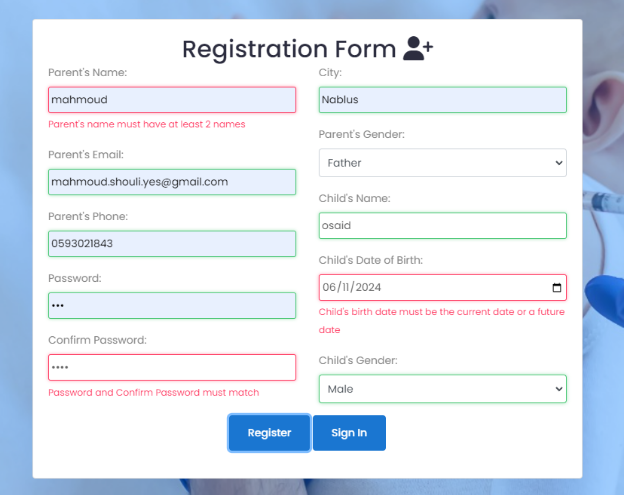 Registration Form
Parent's Name:
mahmoud
Parent's name must have at least 2 names
Parent's Email:
mahmoud.shouli.yes@gmail.com
Parent's Phone:
0593021843
Password:
•••
Confirm Password:
••••
Password and Confirm Password must match
City:
Nablus
Parent's Gender:
Father
Child's Name:
osaid
Child's Date of Birth:
06/11/2024
Child's birth date must be the current date or a future
date
Child's Gender:
Male
Register
Sign In